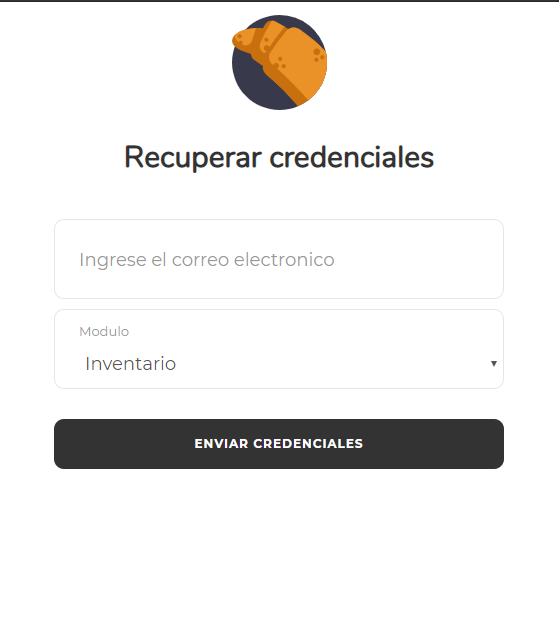 Recuperar credenciales
Ingrese el correo electronico
Modulo
Inventario
ENVIAR CREDENCIALES